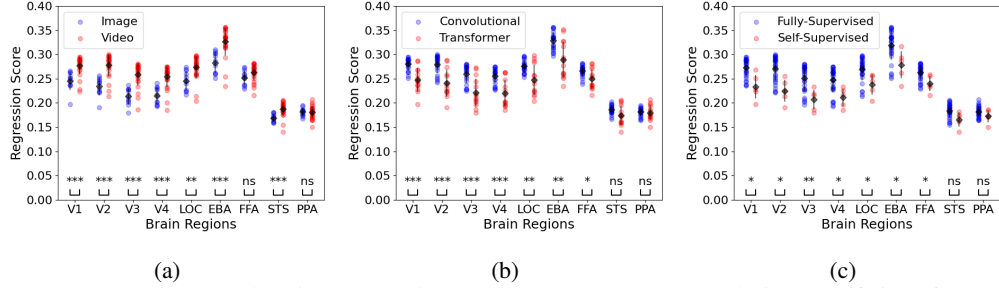 0.40
0.35
0.30
0.25
0.20
0.15
0.10
0.05
0.00
Regression Score
Image
Video
*** *** *** *** ** *** ns *** ns
V1 V2 V3 V4 LOC EBA FFA STS PPA
Brain Regions
(a)
0.40
0.35
0.30
0.25
0.20
0.15
0.10
0.05
0.00
Regression Score
Convolutional
Transformer
*** *** *** *** ** ** * ns ns
V1 V2 V3 V4 LOC EBA FFA STS PPA
Brain Regions
(b)
0.40
0.35
0.30
0.25
0.20
0.15
0.10
0.05
0.00
Regression Score
Fully-Supervised
Self-Supervised
* * ** * * * * ns ns
V1 V2 V3 V4 LOC EBA FFA STS PPA
Brain Regions
(c)